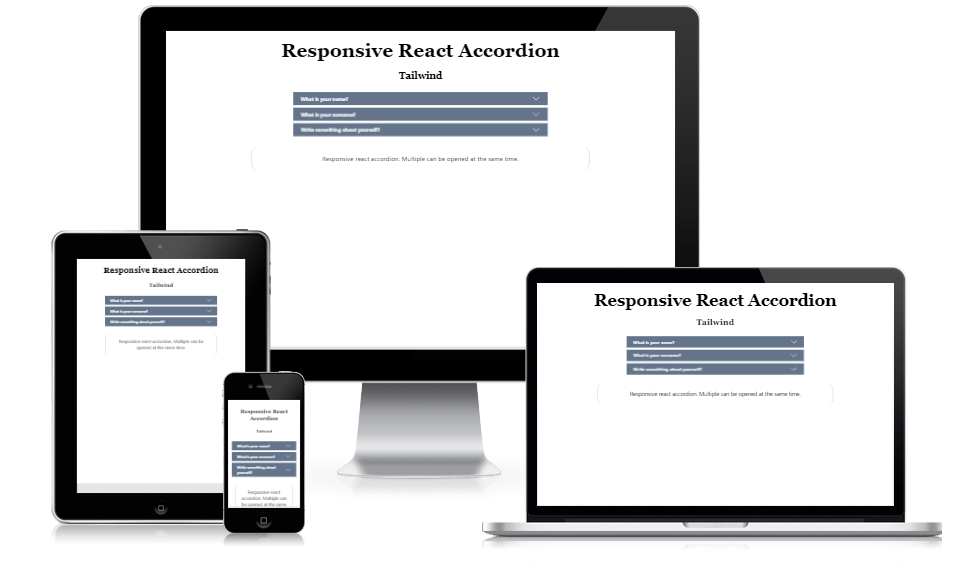 Responsive React Accordion
Tailwind
What is your name?
What is your surname?
Write something about yourself?
Responsive react accordion. Multiple can be opened at the same time.
Responsive React Accordion
Tailwind
What is your name?
What is your surname?
Write something about yourself?
Responsive react accordion. Multiple can be
opened at the same time.
Responsive React
Accordion
Tailwind
What is your name?
What is your surname?
Write something about
yourself?
Responsive react
accordion. Multiple can
be opened at the same
Responsive React Accordion
Tailwind
What is your name?
What is your surname?
Write something about yourself?
Responsive react accordion. Multiple can be opened at the same time.